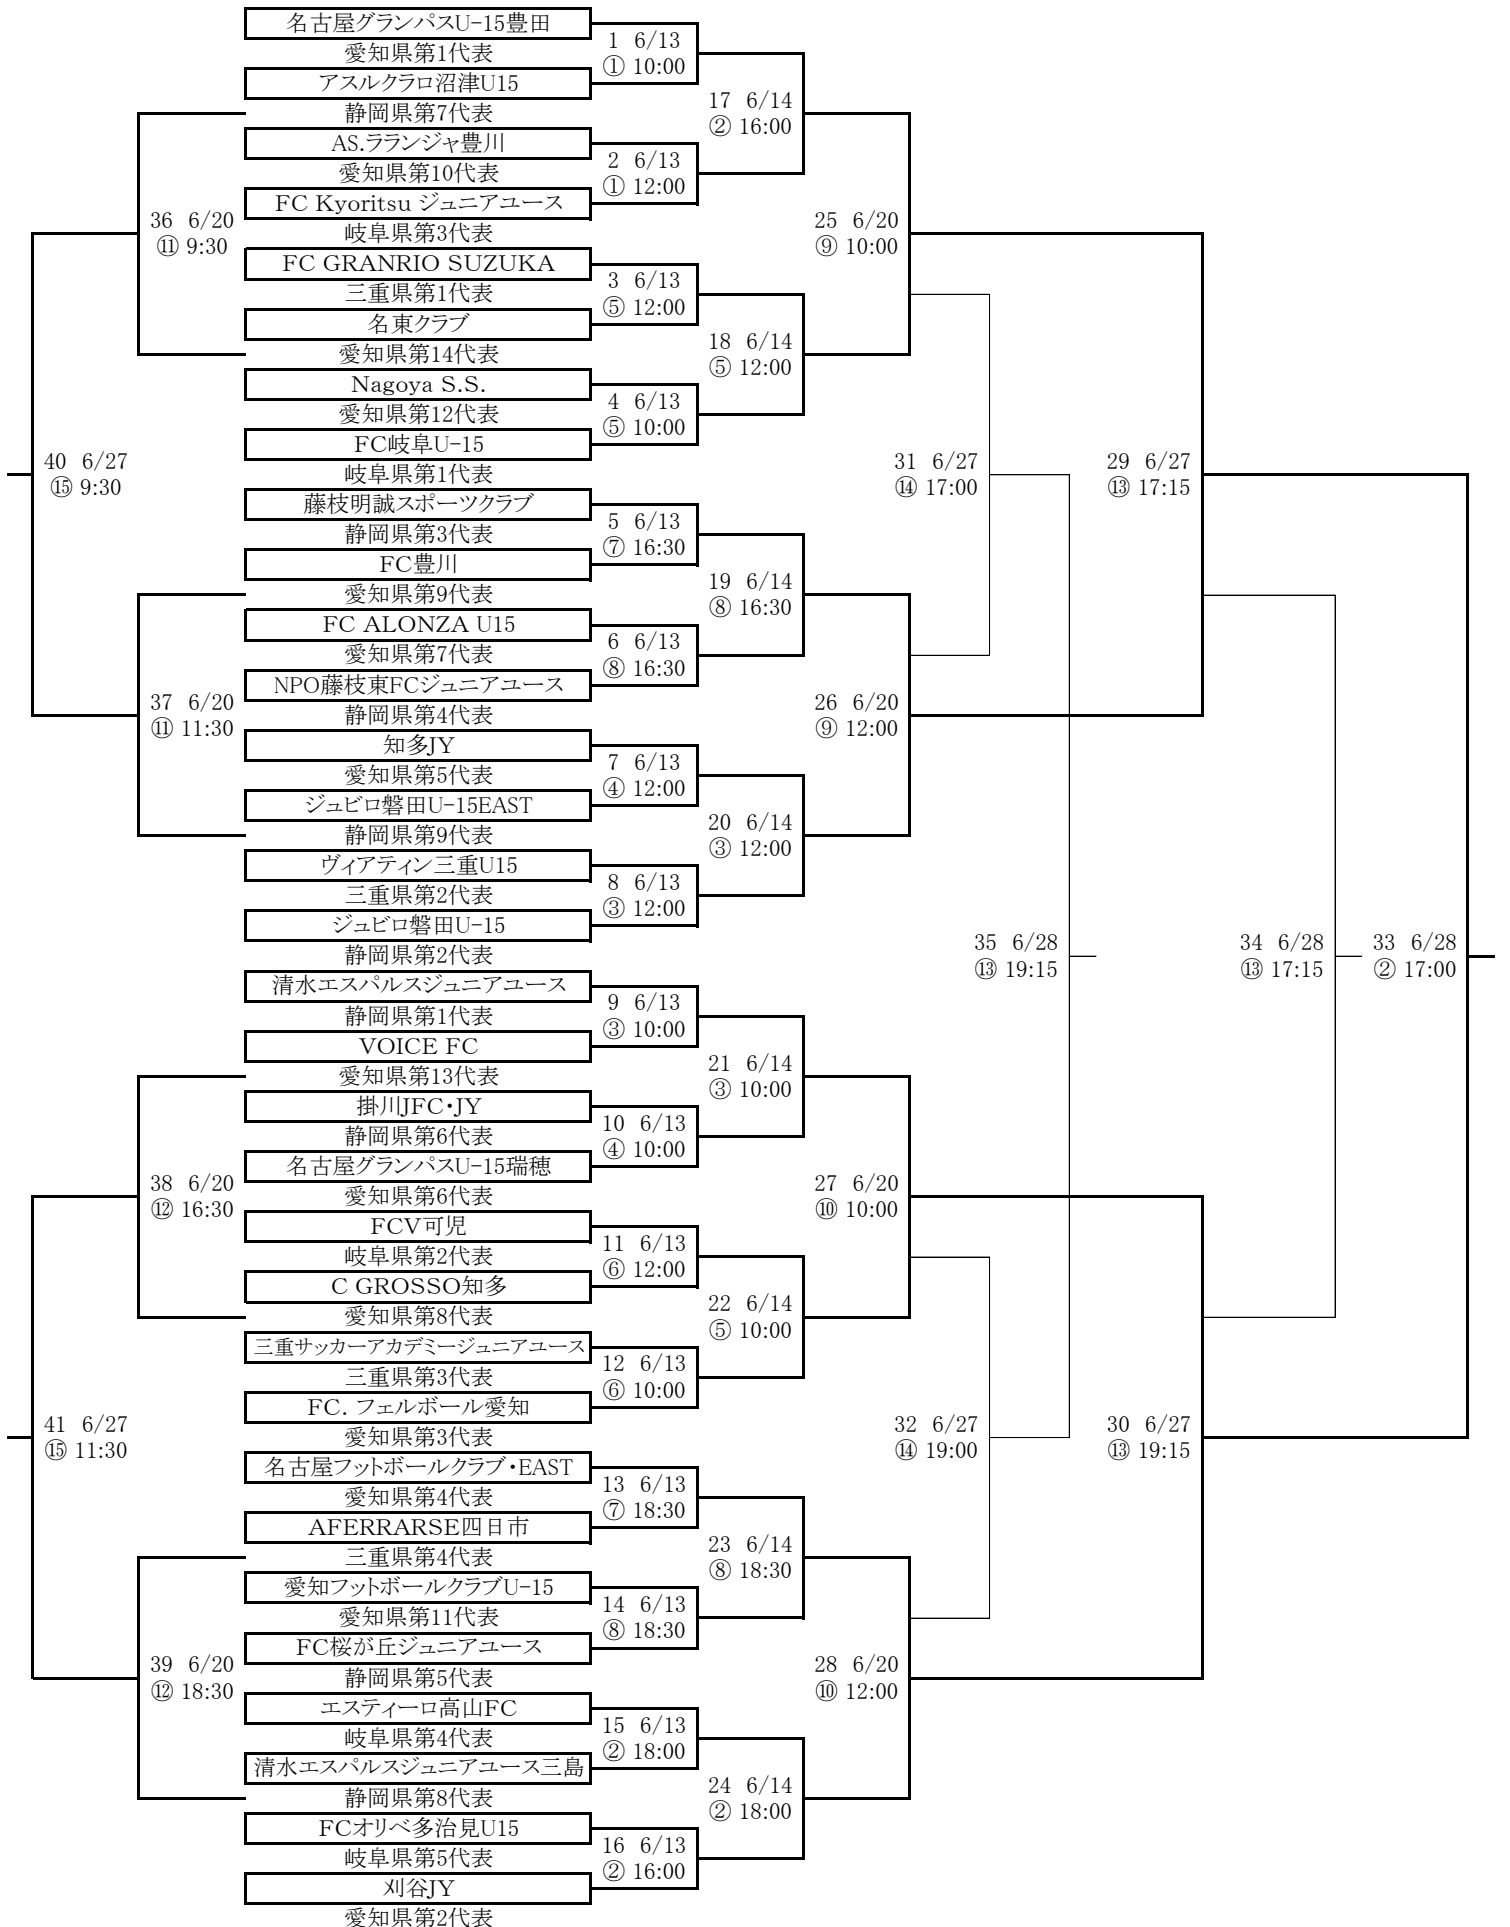 名古屋グランパスU-15豊田
愛知県第1代表
アスルクラロ沼津U15
静岡県第7代表
AS.ラランジャ豊川
愛知県第10代表
FC Kyoritsu ジュニアユース
岐阜県第3代表
FC GRANRIO SUZUKA
三重県第1代表
名東クラブ
愛知県第14代表
Nagoya S.S.
愛知県第12代表
FC岐阜U-15
岐阜県第1代表
藤枝明誠スポーツクラブ
静岡県第3代表
FC豊川
愛知県第9代表
FC ALONZA U15
愛知県第7代表
NPO藤枝東FCジュニアユース
静岡県第4代表
知多JY
愛知県第5代表
ジュビロ磐田U-15EAST
静岡県第9代表
ヴィアティン三重U15
三重県第2代表
ジュビロ磐田U-15
静岡県第2代表
清水エスパルスジュニアユース
静岡県第1代表
VOICE FC
愛知県第13代表
掛川JFC・JY
静岡県第6代表
名古屋グランパスU-15瑞穂
愛知県第6代表
FCV可児
岐阜県第2代表
C GROSSO知多
愛知県第8代表
三重サッカーアカデミージュニアユース
三重県第3代表
FC. フェルボール愛知
愛知県第3代表
名古屋フットボールクラブ・EAST
愛知県第4代表
AFERRARSE四日市
三重県第4代表
愛知フットボールクラブU-15
愛知県第11代表
FC桜が丘ジュニアユース
静岡県第5代表
エスティーロ高山FC
岐阜県第4代表
清水エスパルスジュニアユース三島
静岡県第8代表
FCオリベ多治見U15
岐阜県第5代表
刈谷JY
愛知県第2代表
1 6/13
① 10:00
2 6/13
① 12:00
3 6/13
⑤ 12:00
4 6/13
⑤ 10:00
5 6/13
⑦ 16:30
6 6/13
⑧ 16:30
7 6/13
④ 12:00
8 6/13
③ 12:00
9 6/13
③ 10:00
10 6/13
④ 10:00
11 6/13
⑥ 12:00
12 6/13
⑥ 10:00
13 6/13
⑦ 18:30
14 6/13
⑧ 18:30
15 6/13
② 18:00
16 6/13
② 16:00
17 6/14
② 16:00
18 6/14
⑤ 12:00
19 6/14
⑧ 16:30
20 6/14
③ 12:00
21 6/14
③ 10:00
22 6/14
⑤ 10:00
23 6/14
⑧ 18:30
24 6/14
② 18:00
25 6/20
⑨ 10:00
26 6/20
⑨ 12:00
27 6/20
⑩ 10:00
28 6/20
⑩ 12:00
29 6/27
⑬ 17:15
30 6/27
⑬ 19:15
31 6/27
⑭ 17:00
32 6/27
⑭ 19:00
33 6/28
② 17:00
34 6/28
⑬ 17:15
35 6/28
⑬ 19:15
36 6/20
⑪ 9:30
37 6/20
⑪ 11:30
38 6/20
⑫ 16:30
39 6/20
⑫ 18:30
40 6/27
⑮ 9:30
41 6/27
⑮ 11:30